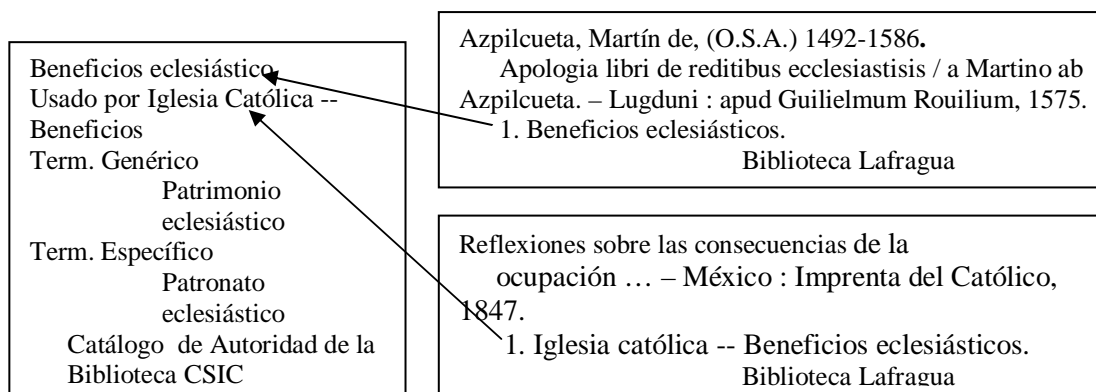 Beneficios eclesiástico
Usado por Iglesia Católica --
Beneficios
Term. Genérico
Patrimonio
eclesiástico
Term. Específico
Patronato
eclesiástico
Catálogo de Autoridad de la
Biblioteca CSIC
Azpilcueta, Martín de, (O.S.A.) 1492-1586.
Apologia libri de reditibus ecclesiastisis / a Martino ab
Azpilcueta. – Lugduni : apud Guilielmum Rouilium, 1575.
1. Beneficios eclesiásticos.
Biblioteca Lafragua
Reflexiones sobre las consecuencias de la
ocupación … – México : Imprenta del Católico,
1847.
1. Iglesia católica -- Beneficios eclesiásticos.
Biblioteca Lafragua